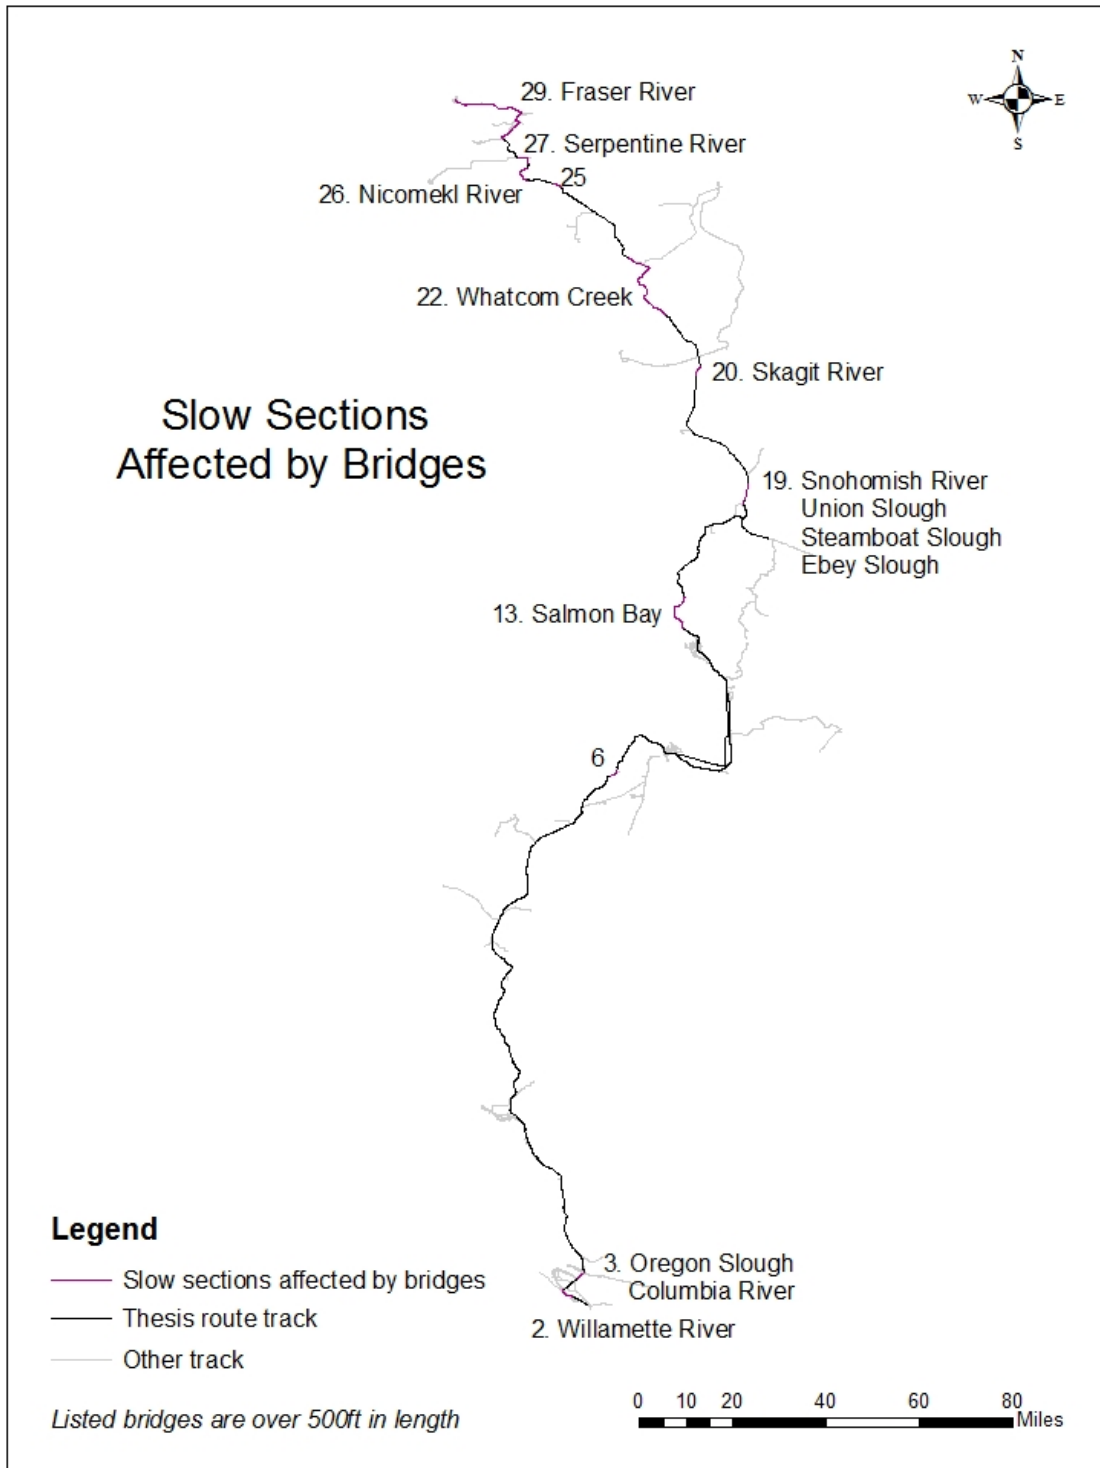 N
W E
S
29. Fraser River
27. Serpentine River
25
26. Nicomekl River
22. Whatcom Creek
20. Skagit River
Slow Sections
Affected by Bridges
19. Snohomish River
Union Slough
Steamboat Slough
Ebey Slough
13. Salmon Bay
6
3. Oregon Slough
Columbia River
2. Willamette River
Legend
Slow sections affected by bridges
Thesis route track
Other track
Listed bridges are over 500ft in length
0 10 20 40 60 80
Miles